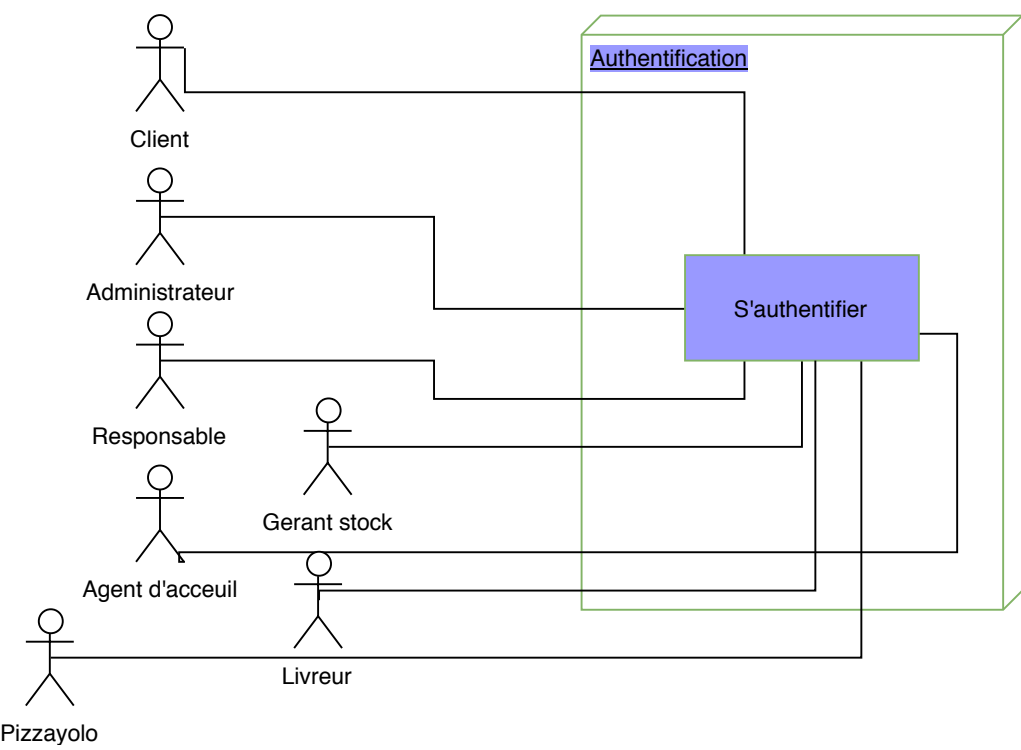 Authentification
Client
Administrateur
S'authentifier
Responsable
Gerant stock
Agent d'acceuil
Livreur
Pizzayolo